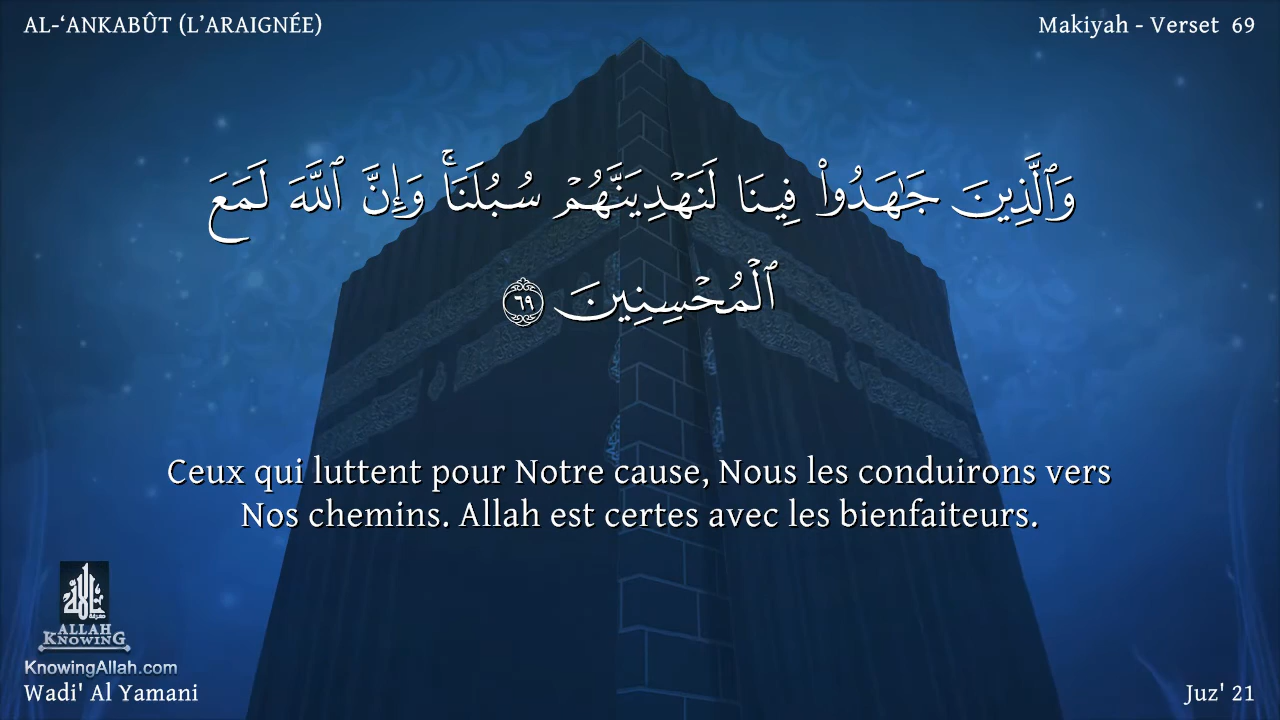 AL-‘ANKABÛT (L’ARAIGNÉE)
Makiyah - Verset 69
وَٱلَّذِينَ جَـٰهَدُوا۟ فِينَا لَنَهْدِيَنَّهُمْ سُبُلَنَا ۚ وَإِنَّ ٱللَّهَ لَمَعَ
ٱلْمُحْسِنِينَ ٦٩
Ceux qui luttent pour Notre cause, Nous les conduirons vers
Nos chemins. Allah est certes avec les bienfaiteurs.
معرفة الله
ALLAH
KNOWING
KnowingAllah.com
Wadi' Al Yamani
Juz' 21